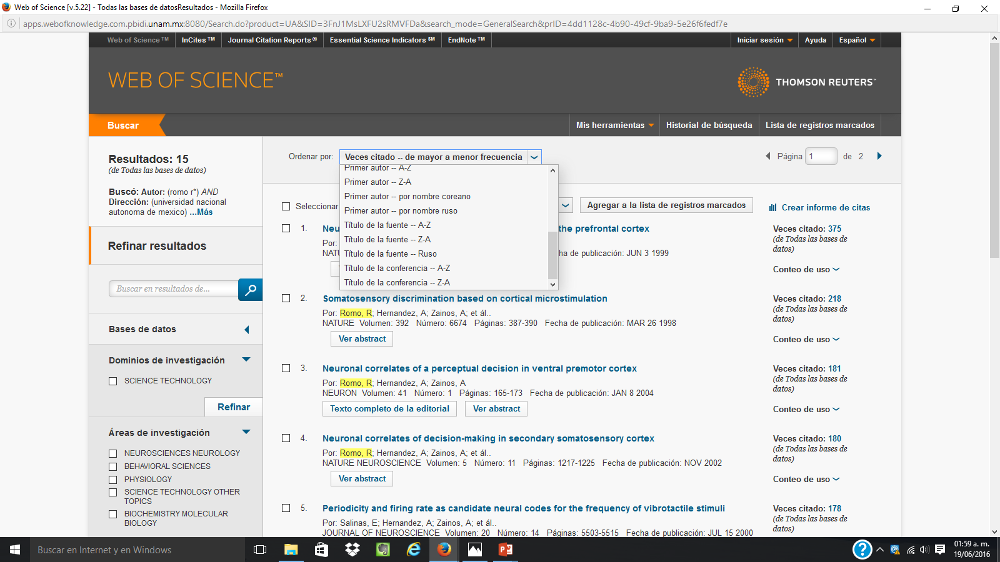 Web of Science [v.5.22] - Todas las bases de datosResultados - Mozilla Firefox
apps.webofknowledge.com.pbidi.unam.mx:8080/Search.do?product=UA&SID=3FnJ1MsLXFU2sRMVFDa&search_mode=GeneralSearch&prID=4dd1128c-4b90-49cf-9ba9-5e26f6fedf7e
Web of Science™ InCites™ Journal Citation Reports® Essential Science Indicators℠ EndNote™ Iniciar sesión Ayuda Español
WEB OF SCIENCE™
THOMSON REUTERS™
Buscar Mis herramientas Historial de búsqueda Lista de registros marcados
Resultados: 15
(de Todas las bases de datos)
Buscó: Autor: (romo r*) AND
Dirección: (universidad nacional
autonoma de mexico) ...Más
Refinar resultados
Buscar en resultados de...
Bases de datos
Dominios de investigación
SCIENCE TECHNOLOGY
Refinar
Áreas de investigación
NEUROSCIENCES NEUROLOGY
BEHAVIORAL SCIENCES
PHYSIOLOGY
SCIENCE TECHNOLOGY OTHER
TOPICS
BIOCHEMISTRY MOLECULAR
BIOLOGY
Ordenar por: Veces citado -- de mayor a menor frecuencia
Página 1 de 2
Primer autor -- A-Z
Primer autor -- Z-A
Primer autor -- por nombre coreano
Primer autor -- por nombre ruso
Título de la fuente -- A-Z
Título de la fuente -- Z-A
Título de la fuente -- Ruso
Título de la conferencia -- A-Z
Título de la conferencia -- Z-A
Seleccionar Agregar a la lista de registros marcados Crear informe de citas
1. Neu the prefrontal cortex
Por:
NATU ha de publicación: JUN 3 1999
Veces citado: 375
(de Todas las bases de
datos)
Conteo de uso
2. Somatosensory discrimination based on cortical microstimulation
Por: Romo, R; Hernandez, A; Zainos, A; et ál..
NATURE Volumen: 392 Número: 6674 Páginas: 387-390 Fecha de publicación: MAR 26 1998
Ver abstract
Veces citado: 218
(de Todas las bases de
datos)
Conteo de uso
3. Neuronal correlates of a perceptual decision in ventral premotor cortex
Por: Romo, R; Hernandez, A; Zainos, A
NEURON Volumen: 41 Número: 1 Páginas: 165-173 Fecha de publicación: JAN 8 2004
Texto completo de la editorial Ver abstract
Veces citado: 181
(de Todas las bases de
datos)
Conteo de uso
4. Neuronal correlates of decision-making in secondary somatosensory cortex
Por: Romo, R; Hernandez, A; Zainos, A; et ál..
NATURE NEUROSCIENCE Volumen: 5 Número: 11 Páginas: 1217-1225 Fecha de publicación: NOV 2002
Ver abstract
Veces citado: 180
(de Todas las bases de
datos)
Conteo de uso
5. Periodicity and firing rate as candidate neural codes for the frequency of vibrotactile stimuli
Por: Salinas, E; Hernandez, A; Zainos, A; et ál..
JOURNAL OF NEUROSCIENCE Volumen: 20 Número: 14 Páginas: 5503-5515 Fecha de publicación: JUL 15 2000
Veces citado: 178
(de Todas las bases de
datos)
Buscar en Internet y en Windows
01:59 a. m.
19/06/2016